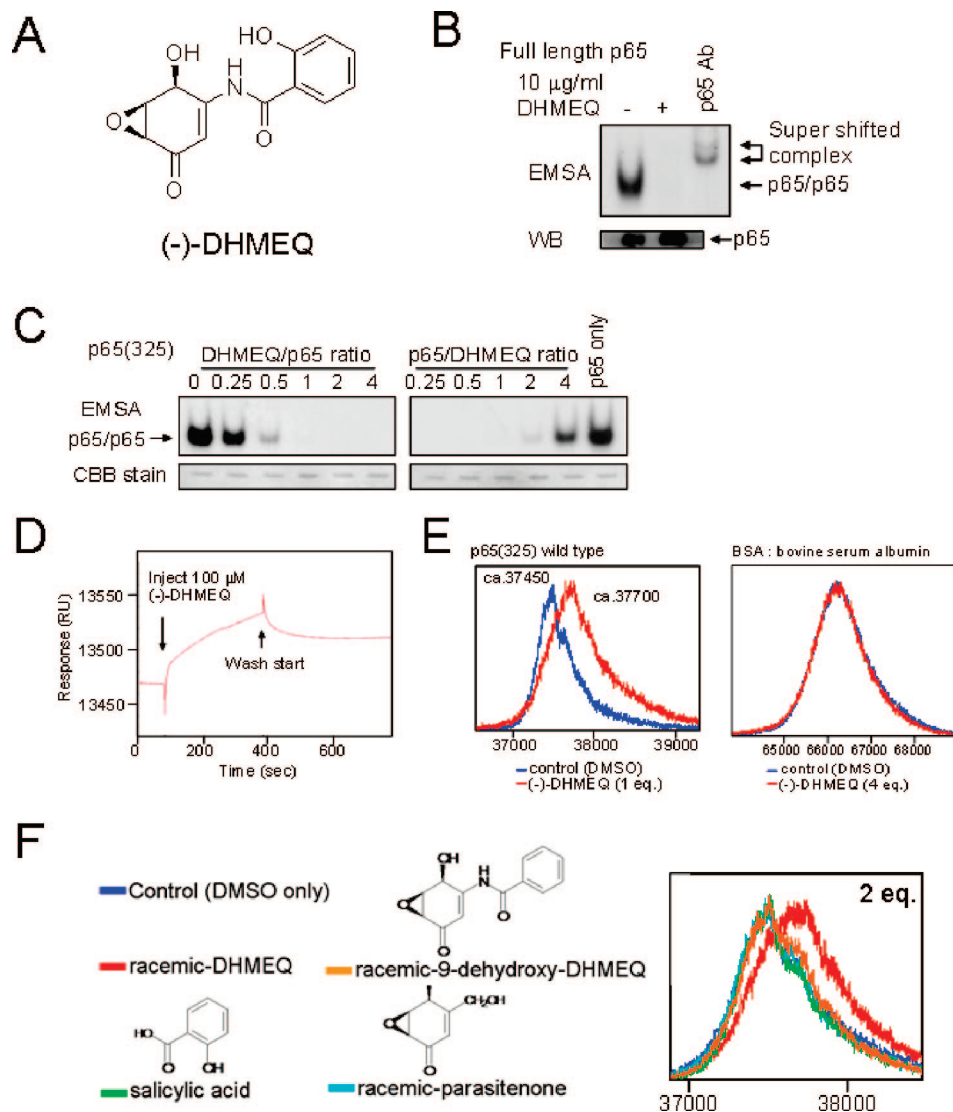 A
OH
HO
H
N
O
O
O
(-)-DHMEQ
B
Full length p65
10 µg/ml
DHMEQ - + p65 Ab
EMSA
Super shifted
complex
p65/p65
WB
p65
C
p65(325) DHMEQ/p65 ratio p65/DHMEQ ratio p65 only
0 0.25 0.5 1 2 4 0.25 0.5 1 2 4
EMSA
p65/p65
CBB stain
D
Inject 100 µM
(-)-DHMEQ
Wash start
Response (RU)
13550
13500
13450
0 200 400 600
Time (sec)
E
p65(325) wild type
ca.37450
ca.37700
37000 38000 39000
control (DMSO)
(-)-DHMEQ (1 eq.)
BSA : bovine serum albumin
65000 66000 67000 68000
control (DMSO)
(-)-DHMEQ (4 eq.)
F
Control (DMSO only)
racemic-DHMEQ
HO
O
OH
salicylic acid
OH
H
N
O
O
O
racemic-9-dehydroxy-DHMEQ
CH2OH
O
O
racemic-parasitenone
2 eq.
37000 38000